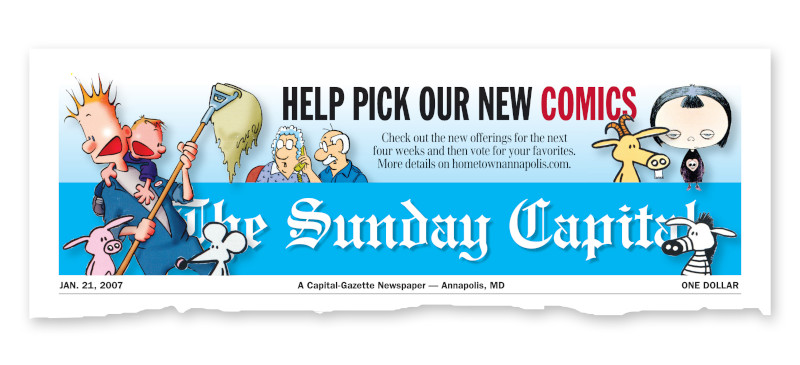 HELP PICK OUR NEW COMICS
Check out the new offerings for the next
four weeks and then vote for your favorites.
More details on hometownannapolis.com.
The Sunday Capital
JAN. 21, 2007
A Capital-Gazette Newspaper — Annapolis, MD
ONE DOLLAR